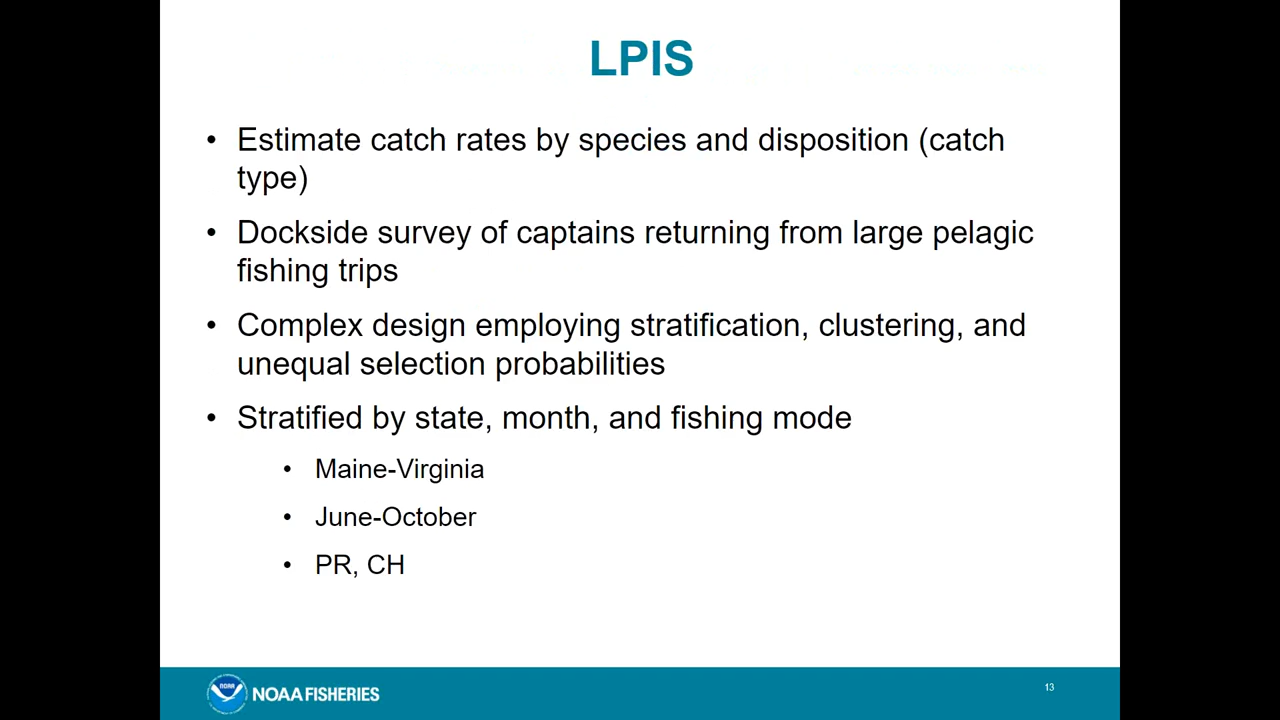 LPIS
• Estimate catch rates by species and disposition (catch
type)
• Dockside survey of captains returning from large pelagic
fishing trips
• Complex design employing stratification, clustering, and
unequal selection probabilities
• Stratified by state, month, and fishing mode
• Maine-Virginia
• June-October
• PR, CH
NOAA
NOAA FISHERIES
13